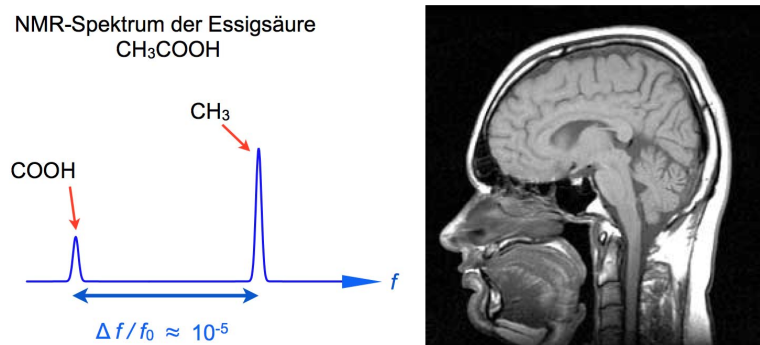 NMR-Spektrum der Essigsäure
CH₃COOH
CH₃
COOH
f
Δ f / f₀ ≈ 10⁻⁵